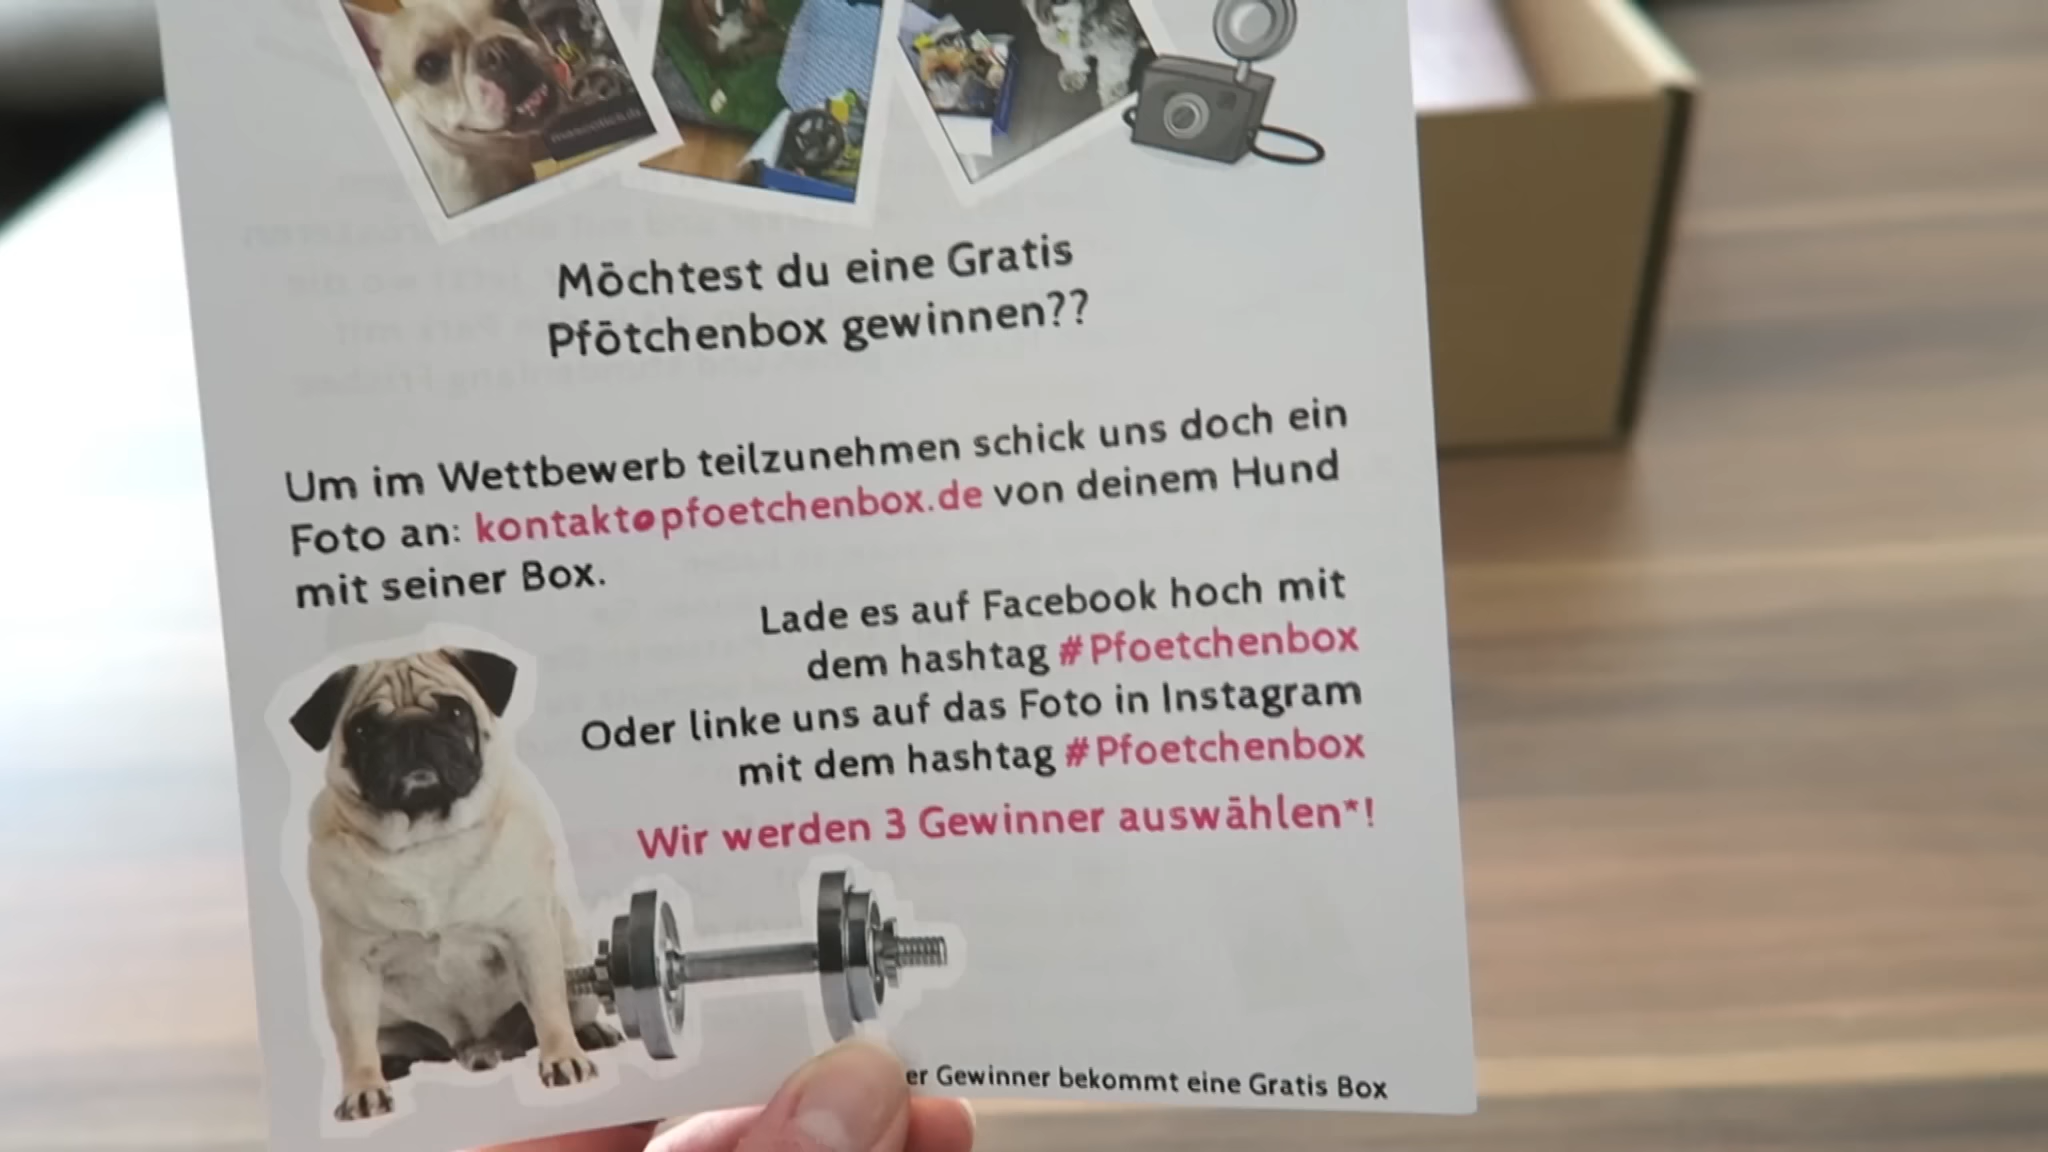 Möchtest du eine Gratis
Pfötchenbox gewinnen??
Um im Wettbewerb teilzunehmen schick uns doch ein
Foto an: kontakt@pfoetchenbox.de von deinem Hund
mit seiner Box.
Lade es auf Facebook hoch mit
dem hashtag #Pfoetchenbox
Oder linke uns auf das Foto in Instagram
mit dem hashtag #Pfoetchenbox
Wir werden 3 Gewinner auswählen*!
er Gewinner bekommt eine Gratis Box